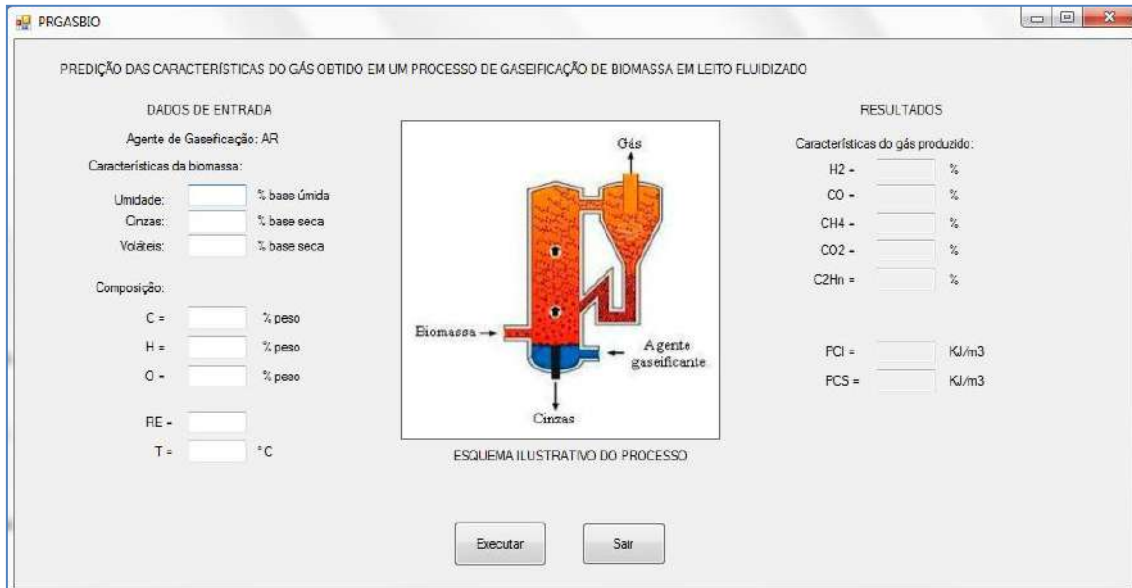 PRGASBIO
PREDIÇÃO DAS CARACTERÍSTICAS DO GÁS OBTIDO EM UM PROCESSO DE GASEIFICAÇÃO DE BIOMASSA EM LEITO FLUIDIZADO
DADOS DE ENTRADA
Agente de Gaseificação: AR
Características da biomassa:
Umidade: % base úmida
Cinzas: % base seca
Voláteis: % base seca
Composição:
C = % peso
H = % peso
O = % peso
RE =
T = °C
Gás
Biomassa
Agente
gaseificante
Cinzas
ESQUEMA ILUSTRATIVO DO PROCESSO
RESULTADOS
Características do gás produzido:
H2 = %
CO = %
CH4 = %
CO2 = %
C2Hn = %
PCI = KJ/m3
PCS = KJ/m3
Executar
Sair